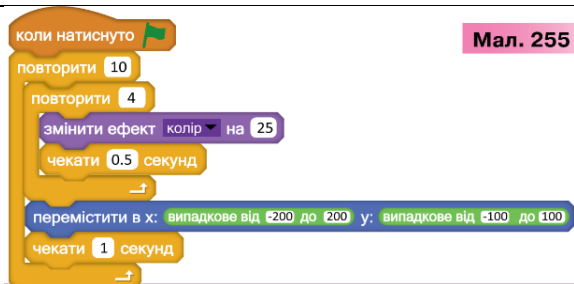 коли натиснуто
Мал. 255
повторити 10
повторити 4
змінити ефект колір на 25
чекати 0.5 секунд
перемістити в x: випадкове від -200 до 200 y: випадкове від -100 до 100
чекати 1 секунд